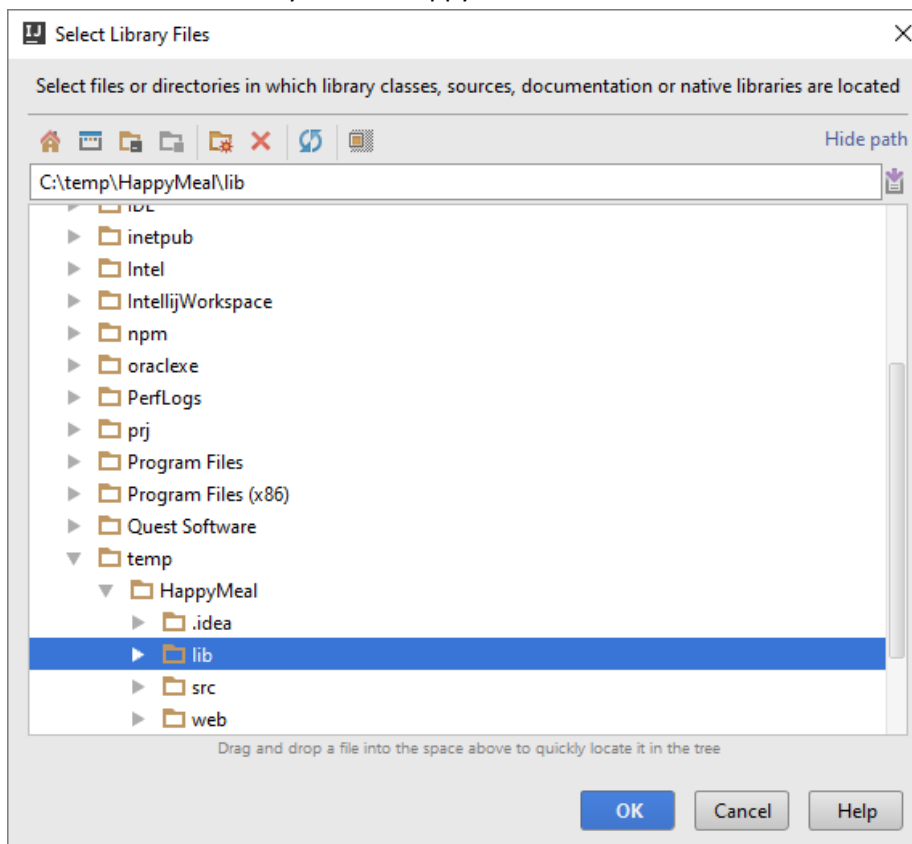 Select Library Files
Select files or directories in which library classes, sources, documentation or native libraries are located
Hide path
C:\temp\HappyMeal\lib
inetpub
Intel
IntellijWorkspace
npm
oraclexe
PerfLogs
prj
Program Files
Program Files (x86)
Quest Software
temp
HappyMeal
.idea
lib
src
web
Drag and drop a file into the space above to quickly locate it in the tree
OK Cancel Help